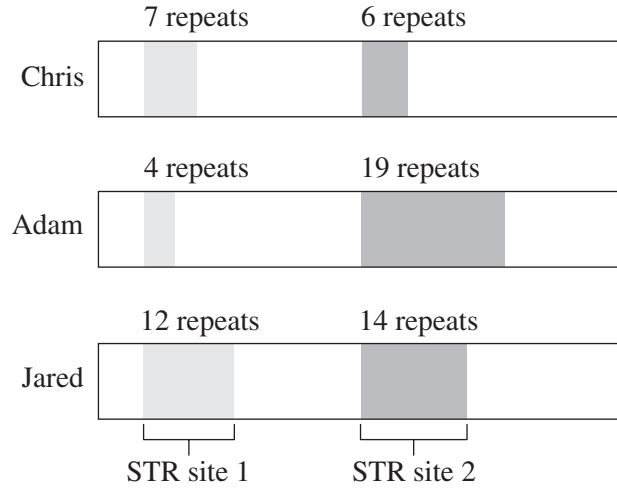 7 repeats 6 repeats
Chris
4 repeats 19 repeats
Adam
12 repeats 14 repeats
Jared
STR site 1 STR site 2